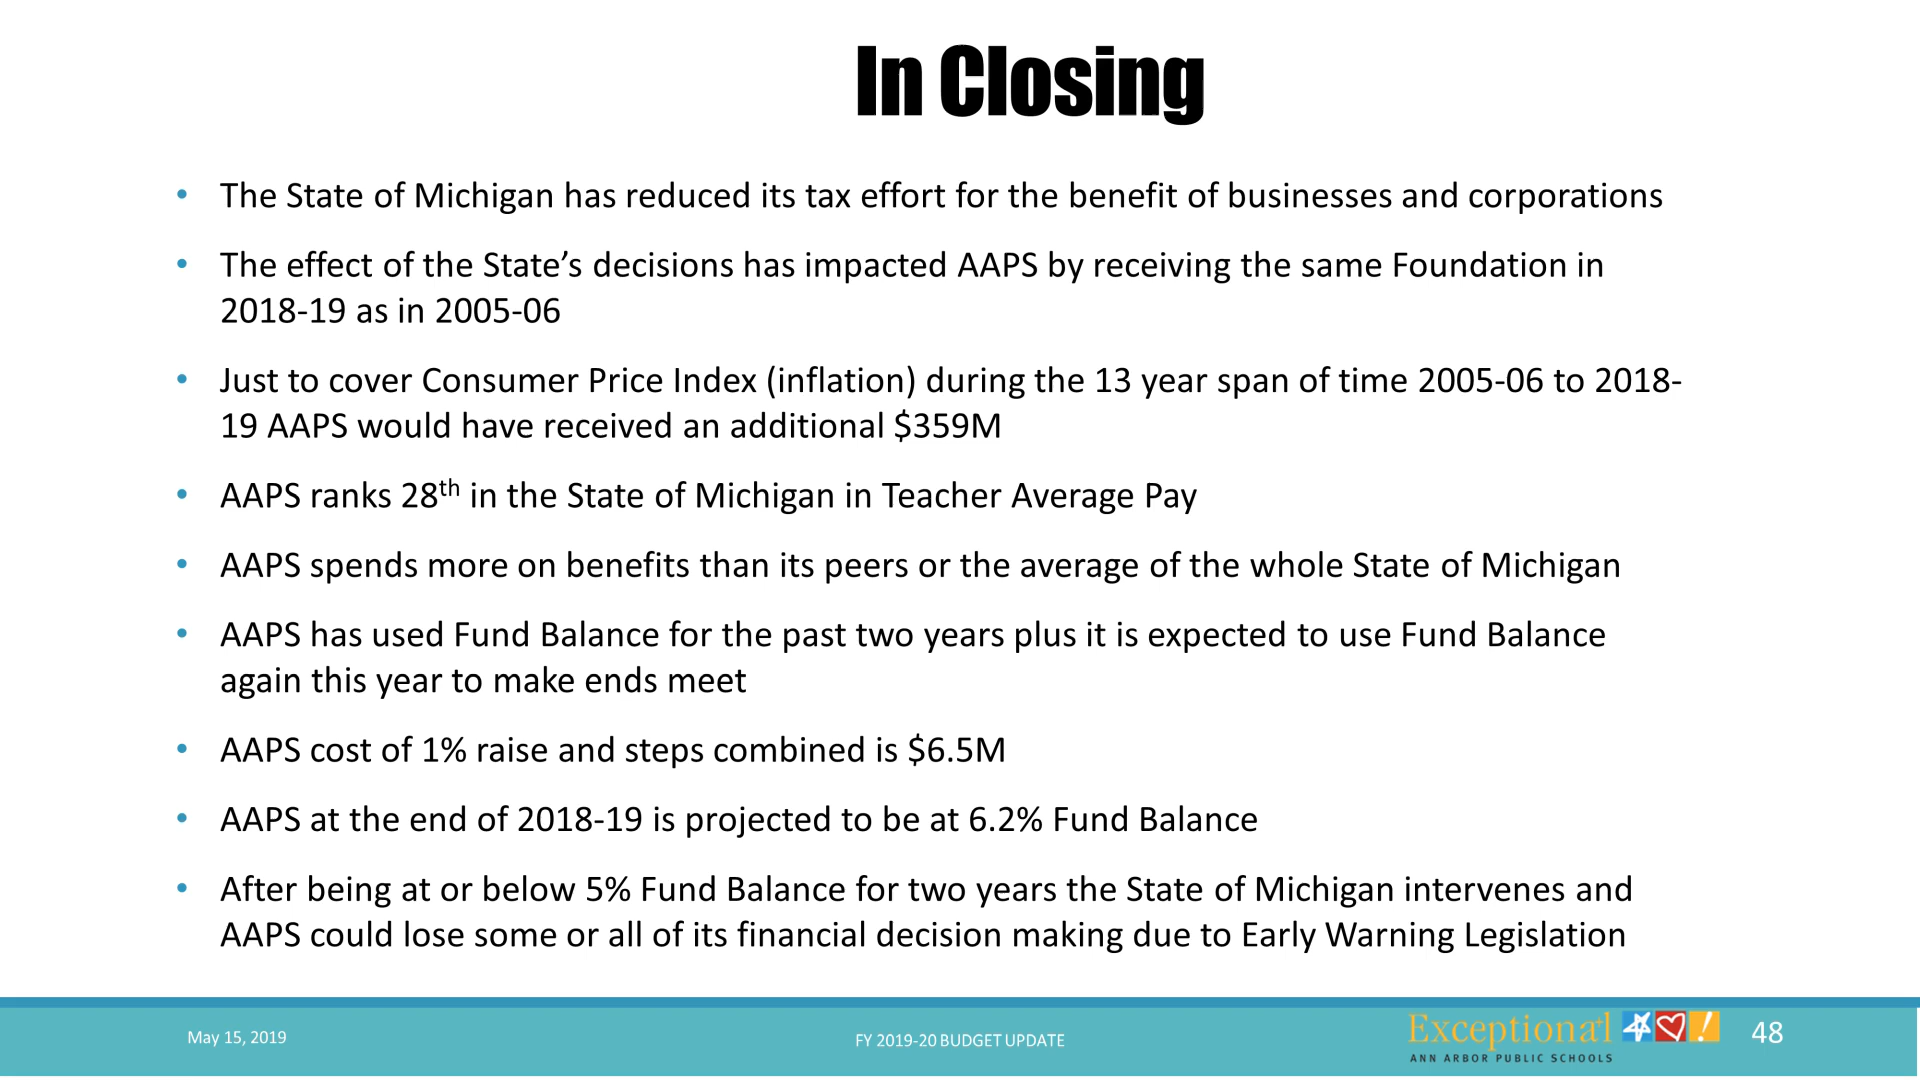 In Closing
• The State of Michigan has reduced its tax effort for the benefit of businesses and corporations
• The effect of the State’s decisions has impacted AAPS by receiving the same Foundation in
2018-19 as in 2005-06
• Just to cover Consumer Price Index (inflation) during the 13 year span of time 2005-06 to 2018-
19 AAPS would have received an additional $359M
• AAPS ranks 28th in the State of Michigan in Teacher Average Pay
• AAPS spends more on benefits than its peers or the average of the whole State of Michigan
• AAPS has used Fund Balance for the past two years plus it is expected to use Fund Balance
again this year to make ends meet
• AAPS cost of 1% raise and steps combined is $6.5M
• AAPS at the end of 2018-19 is projected to be at 6.2% Fund Balance
• After being at or below 5% Fund Balance for two years the State of Michigan intervenes and
AAPS could lose some or all of its financial decision making due to Early Warning Legislation
May 15, 2019
FY 2019-20 BUDGET UPDATE
Exceptional
ANN ARBOR PUBLIC SCHOOLS
48